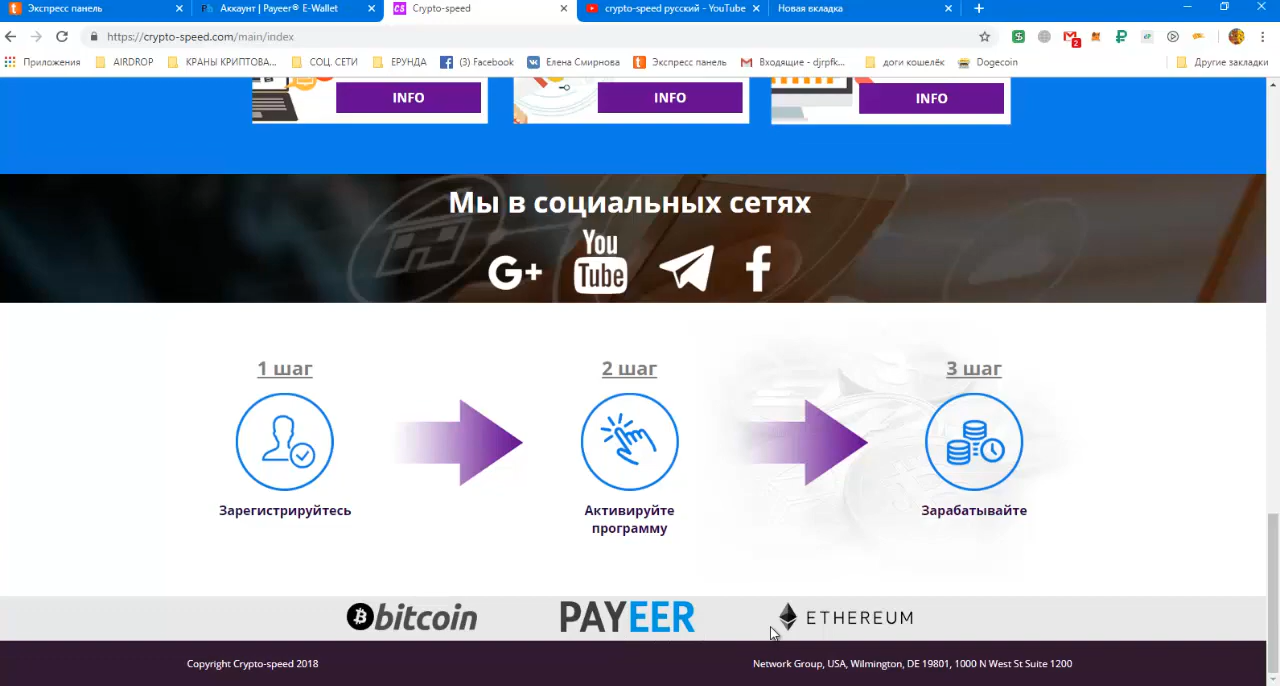 Экспресс панель
Аккаунт | Payeer® E-Wallet
CS Crypto-speed
crypto-speed русский - YouTube
Новая вкладка
https://crypto-speed.com/main/index
2
Приложения
AIRDROP
КРАНЫ КРИПТОВА...
СОЦ. СЕТИ
ЕРУНДА
(3) Facebook
Елена Смирнова
Экспресс панель
Входящие - djrpfk...
доги кошелёк
Dogecoin
Другие закладки
INFO
INFO
INFO
Мы в социальных сетях
G+
You
Tube
1 шаг
2 шаг
3 шаг
Зарегистрируйтесь
Активируйте
программу
Зарабатывайте
bitcoin
PAYEER
ETHEREUM
Copyright Crypto-speed 2018
Network Group, USA, Wilmington, DE 19801, 1000 N West St Suite 1200